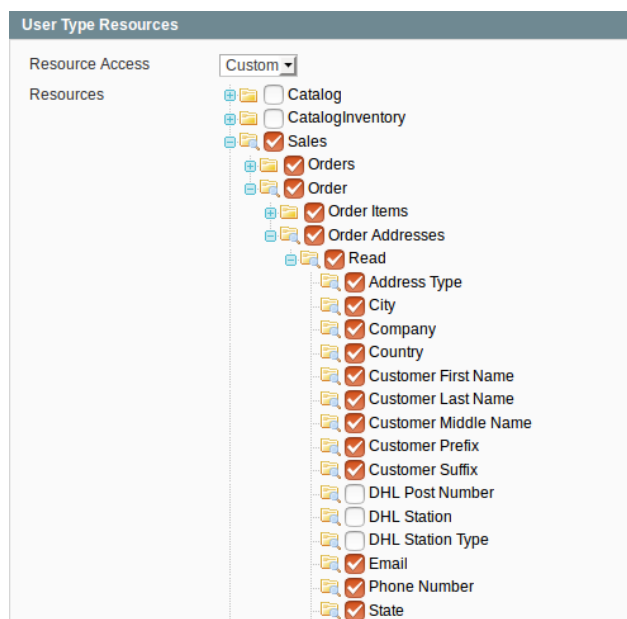 User Type Resources
Resource Access Custom
Resources Catalog
CatalogInventory
Sales
Orders
Order
Order Items
Order Addresses
Read
Address Type
City
Company
Country
Customer First Name
Customer Last Name
Customer Middle Name
Customer Prefix
Customer Suffix
DHL Post Number
DHL Station
DHL Station Type
Email
Phone Number
State